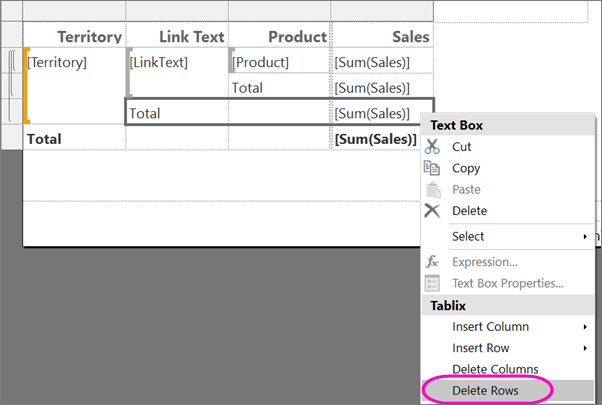 Territory Link Text Product Sales
[Territory] [LinkText] [Product] [Sum(Sales)]
Total [Sum(Sales)]
Total [Sum(Sales)]
Total [Sum(Sales)]
Text Box
Cut
Copy
Paste
Delete
Select
fx Expression...
Text Box Properties...
Tablix
Insert Column
Insert Row
Delete Columns
Delete Rows